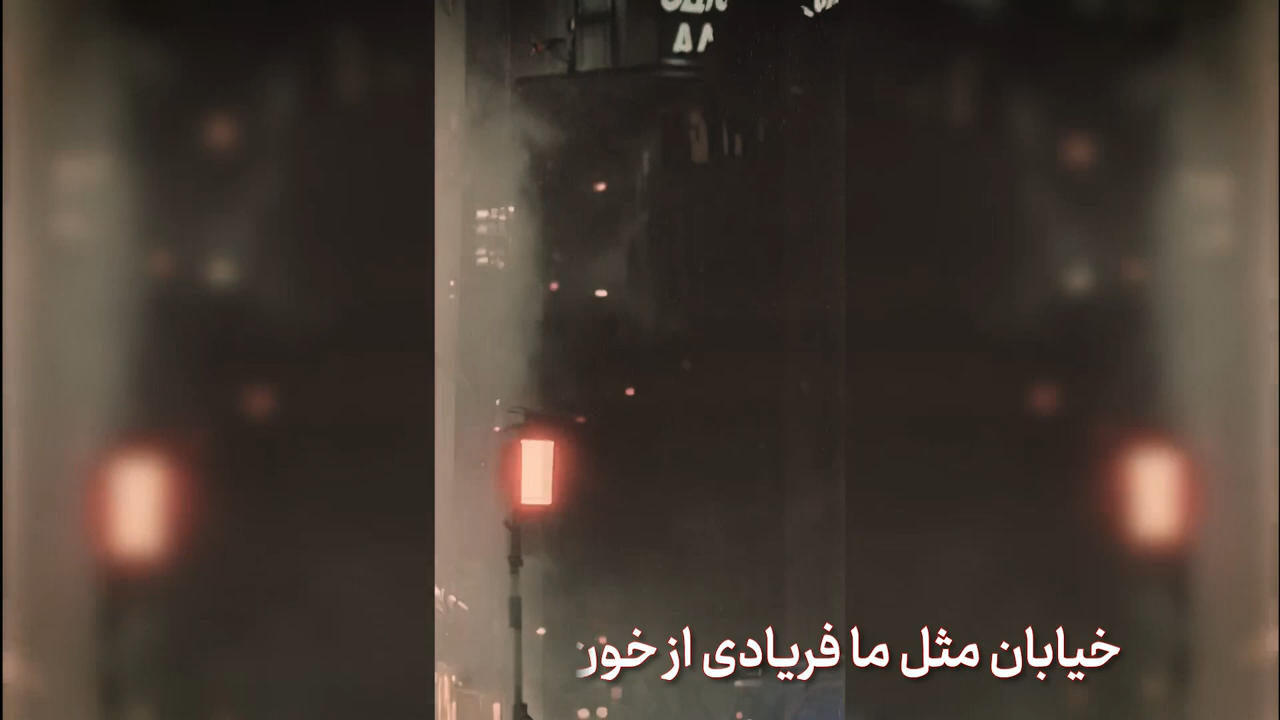 خیابان مثل ما فریادی از خور